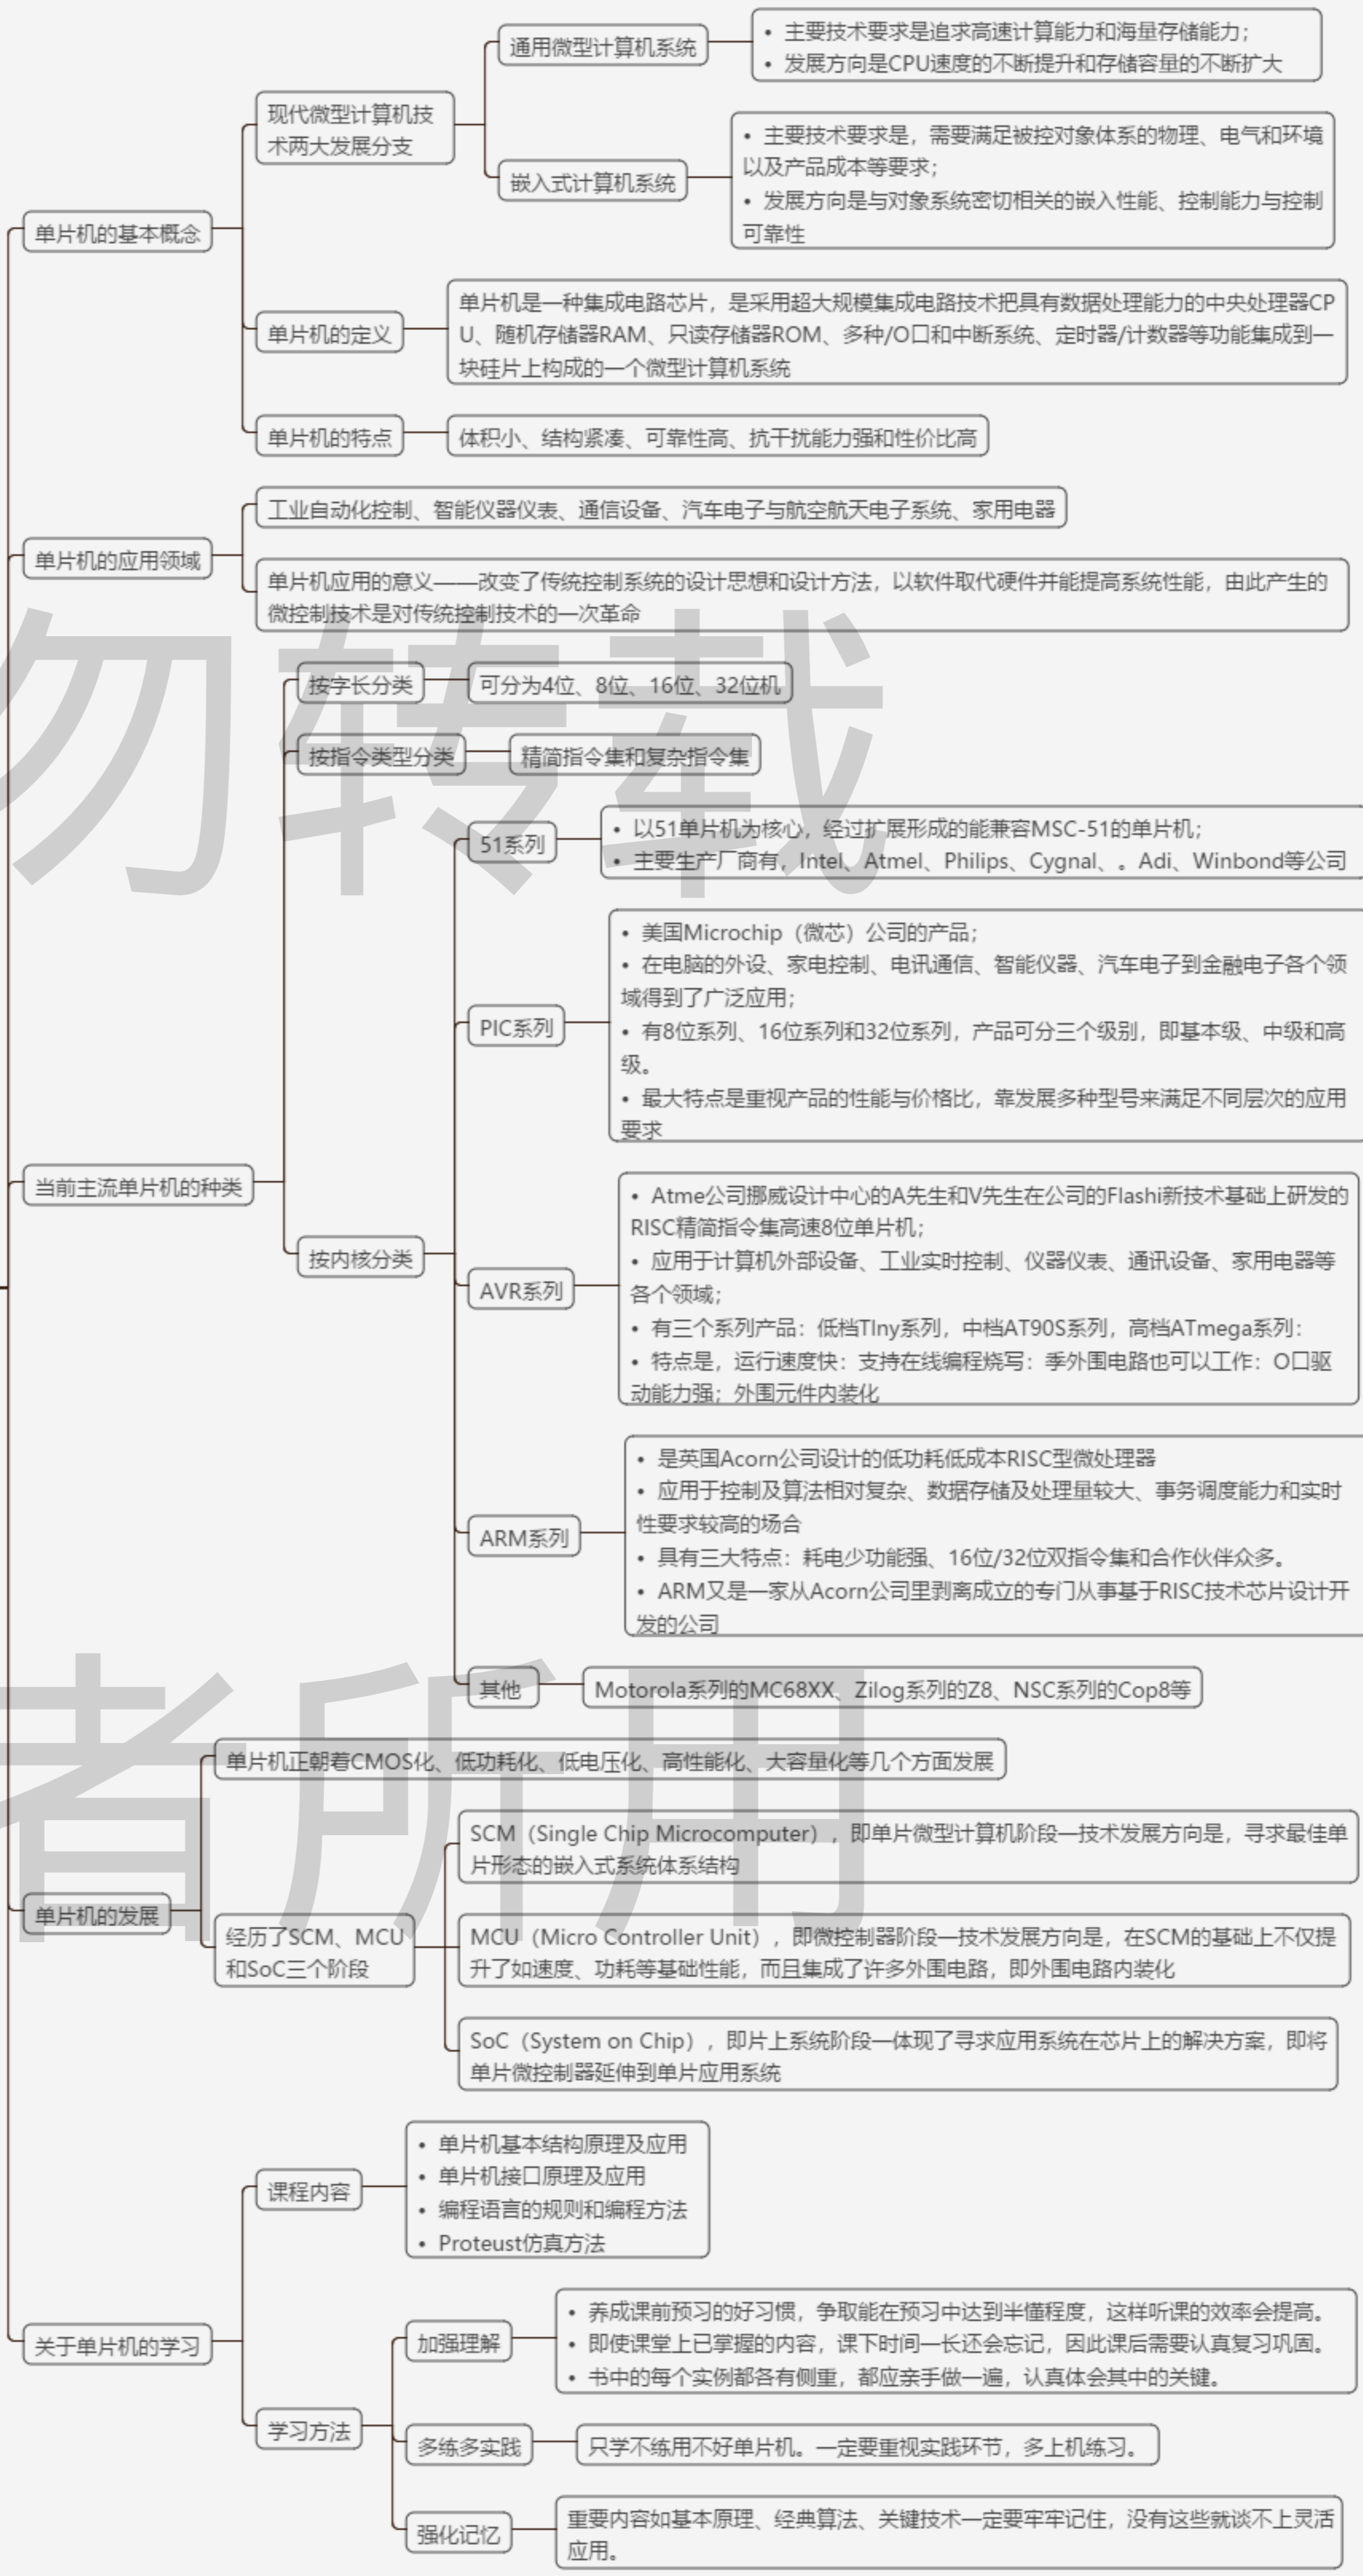 通用微型计算机系统
• 主要技术要求是追求高速计算能力和海量存储能力；
• 发展方向是CPU速度的不断提升和存储容量的不断扩大
现代微型计算机技
术两大发展分支
嵌入式计算机系统
• 主要技术要求是，需要满足被控对象体系的物理、电气和环境
以及产品成本等要求；
• 发展方向是与对象系统密切相关的嵌入性能、控制能力与控制
可靠性
单片机的基本概念
单片机的定义
单片机是一种集成电路芯片，是采用超大规模集成电路技术把具有数据处理能力的中央处理器CP
U、随机存储器RAM、只读存储器ROM、多种/O口和中断系统、定时器/计数器等功能集成到一
块硅片上构成的一个微型计算机系统
单片机的特点
体积小、结构紧凑、可靠性高、抗干扰能力强和性价比高
单片机的应用领域
工业自动化控制、智能仪器仪表、通信设备、汽车电子与航空航天电子系统、家用电器
单片机应用的意义——改变了传统控制系统的设计思想和设计方法，以软件取代硬件并能提高系统性能，由此产生的
微控制技术是对传统控制技术的一次革命
勿转载
当前主流单片机的种类
按字长分类
可分为4位、8位、16位、32位机
按指令类型分类
精简指令集和复杂指令集
按内核分类
51系列
• 以51单片机为核心，经过扩展形成的能兼容MSC-51的单片机；
• 主要生产厂商有，Intel、Atmel、Philips、Cygnal、。Adi、Winbond等公司
PIC系列
• 美国Microchip（微芯）公司的产品；
• 在电脑的外设、家电控制、电讯通信、智能仪器、汽车电子到金融电子各个领
域得到了广泛应用；
• 有8位系列、16位系列和32位系列，产品可分三个级别，即基本级、中级和高
级。
• 最大特点是重视产品的性能与价格比，靠发展多种型号来满足不同层次的应用
要求
AVR系列
• Atme公司挪威设计中心的A先生和V先生在公司的Flashi新技术基础上研发的
RISC精简指令集高速8位单片机；
• 应用于计算机外部设备、工业实时控制、仪器仪表、通讯设备、家用电器等
各个领域；
• 有三个系列产品：低档TIny系列，中档AT90S系列，高档ATmega系列：
• 特点是，运行速度快：支持在线编程烧写：季外围电路也可以工作：O口驱
动能力强；外围元件内装化
ARM系列
• 是英国Acorn公司设计的低功耗低成本RISC型微处理器
• 应用于控制及算法相对复杂、数据存储及处理量较大、事务调度能力和实时
性要求较高的场合
• 具有三大特点：耗电少功能强、16位/32位双指令集和合作伙伴众多。
• ARM又是一家从Acorn公司里剥离成立的专门从事基于RISC技术芯片设计开
发的公司
其他
Motorola系列的MC68XX、Zilog系列的Z8、NSC系列的Cop8等
者所用
单片机的发展
单片机正朝着CMOS化、低功耗化、低电压化、高性能化、大容量化等几个方面发展
经历了SCM、MCU
和SoC三个阶段
SCM（Single Chip Microcomputer），即单片微型计算机阶段—技术发展方向是，寻求最佳单
片形态的嵌入式系统体系结构
MCU（Micro Controller Unit），即微控制器阶段—技术发展方向是，在SCM的基础上不仅提
升了如速度、功耗等基础性能，而且集成了许多外围电路，即外围电路内装化
SoC（System on Chip），即片上系统阶段—体现了寻求应用系统在芯片上的解决方案，即将
单片微控制器延伸到单片应用系统
关于单片机的学习
课程内容
• 单片机基本结构原理及应用
• 单片机接口原理及应用
• 编程语言的规则和编程方法
• Proteust仿真方法
学习方法
加强理解
• 养成课前预习的好习惯，争取能在预习中达到半懂程度，这样听课的效率会提高。
• 即使课堂上已掌握的内容，课下时间一长还会忘记，因此课后需要认真复习巩固。
• 书中的每个实例都各有侧重，都应亲手做一遍，认真体会其中的关键。
多练多实践
只学不练用不好单片机。一定要重视实践环节，多上机练习。
强化记忆
重要内容如基本原理、经典算法、关键技术一定要牢牢记住，没有这些就谈不上灵活
应用。